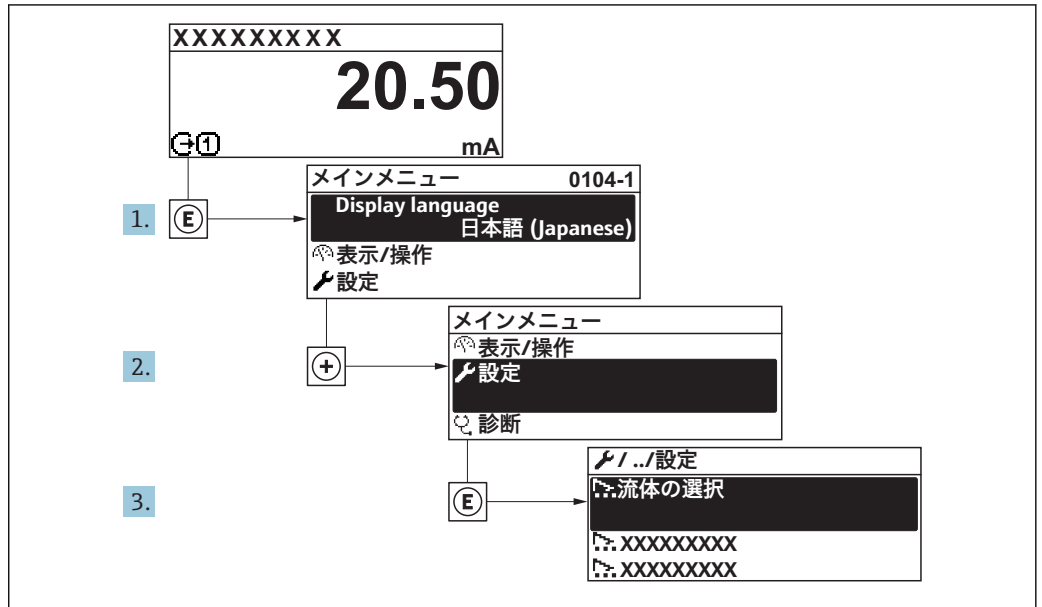 XXXXXXXXX
20.50
①
mA
メインメニュー 0104-1
Display language
日本語 (Japanese)
表示/操作
設定
1.
E
メインメニュー
表示/操作
設定
診断
2.
+
/ ../設定
流体の選択
XXXXXXXXX
XXXXXXXXX
3.
E